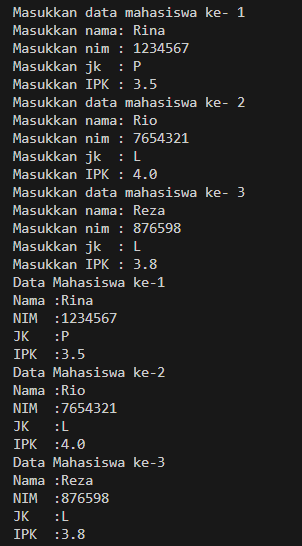 Masukkan data mahasiswa ke- 1
Masukkan nama: Rina
Masukkan nim : 1234567
Masukkan jk  : P
Masukkan IPK : 3.5
Masukkan data mahasiswa ke- 2
Masukkan nama: Rio
Masukkan nim : 7654321
Masukkan jk  : L
Masukkan IPK : 4.0
Masukkan data mahasiswa ke- 3
Masukkan nama: Reza
Masukkan nim : 876598
Masukkan jk  : L
Masukkan IPK : 3.8
Data Mahasiswa ke-1
Nama :Rina
NIM  :1234567
JK   :P
IPK  :3.5
Data Mahasiswa ke-2
Nama :Rio
NIM  :7654321
JK   :L
IPK  :4.0
Data Mahasiswa ke-3
Nama :Reza
NIM  :876598
JK   :L
IPK  :3.8